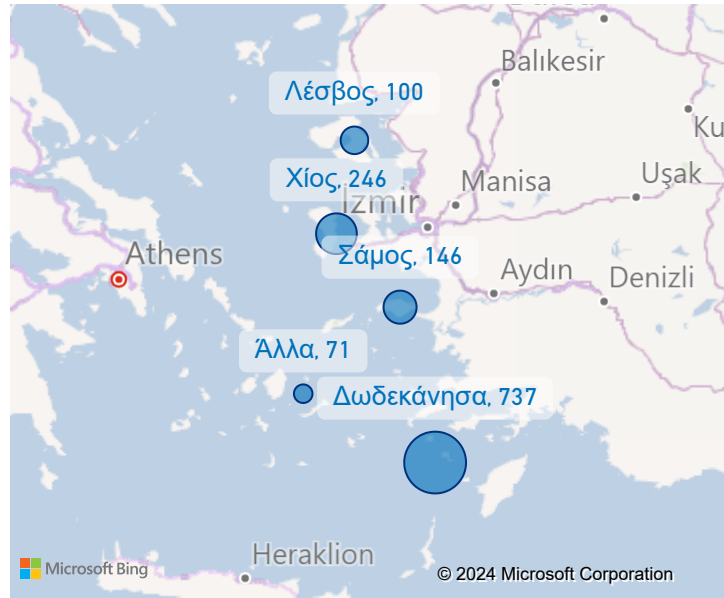 Balıkesir
Λέσβος, 100
Ku
Χίος, 246
Uşak
Manisa
İzmir
Athens
Σάμος, 146
Aydın
Denizli
Άλλα, 71
Δωδεκάνησα, 737
Heraklion
Microsoft Bing
© 2024 Microsoft Corporation